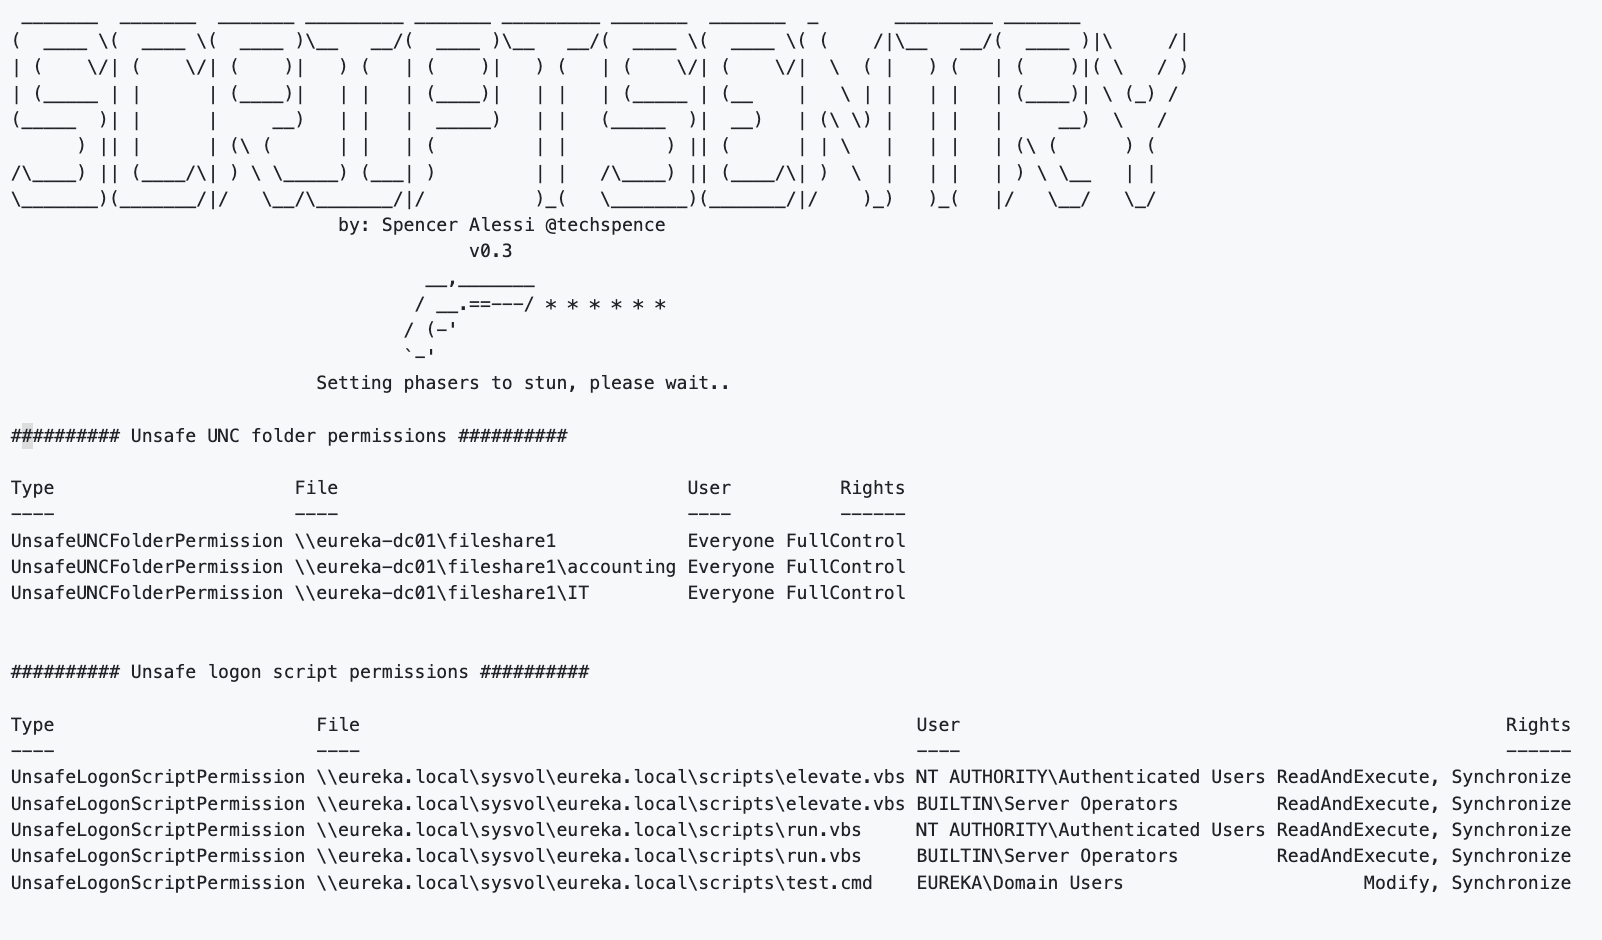 SCRIPTSENTRY
by: Spencer Alessi @techspence
v0.3
__,_______
/ __.==---/ * * * * * *
/ (-'
`-'
Setting phasers to stun, please wait..
########## Unsafe UNC folder permissions ##########
Type File User Rights
---- ---- ---- ------
UnsafeUNCFolderPermission \\eureka-dc01\fileshare1 Everyone FullControl
UnsafeUNCFolderPermission \\eureka-dc01\fileshare1\accounting Everyone FullControl
UnsafeUNCFolderPermission \\eureka-dc01\fileshare1\IT Everyone FullControl
########## Unsafe logon script permissions ##########
Type File User Rights
---- ---- ---- ------
UnsafeLogonScriptPermission \\eureka.local\sysvol\eureka.local\scripts\elevate.vbs NT AUTHORITY\Authenticated Users ReadAndExecute, Synchronize
UnsafeLogonScriptPermission \\eureka.local\sysvol\eureka.local\scripts\elevate.vbs BUILTIN\Server Operators ReadAndExecute, Synchronize
UnsafeLogonScriptPermission \\eureka.local\sysvol\eureka.local\scripts\run.vbs NT AUTHORITY\Authenticated Users ReadAndExecute, Synchronize
UnsafeLogonScriptPermission \\eureka.local\sysvol\eureka.local\scripts\run.vbs BUILTIN\Server Operators ReadAndExecute, Synchronize
UnsafeLogonScriptPermission \\eureka.local\sysvol\eureka.local\scripts\test.cmd EUREKA\Domain Users Modify, Synchronize